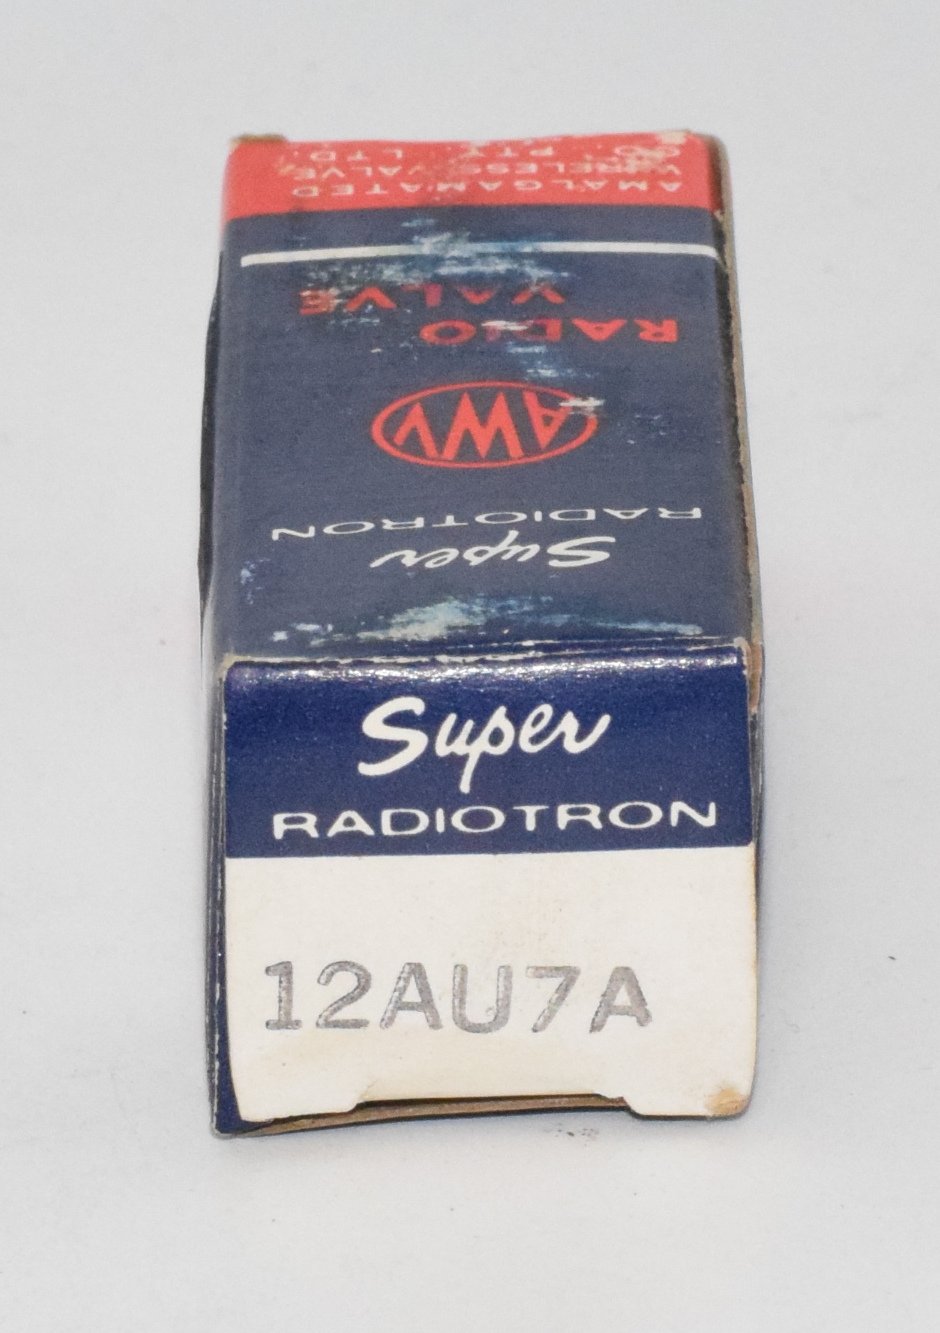 Super
RADIOTRON
12AU7A
Super
RADIOTRON
AWV
RADIO
VALVE
AMALGAMATED
WIRELESS VALVE
CO. PTY. LTD.